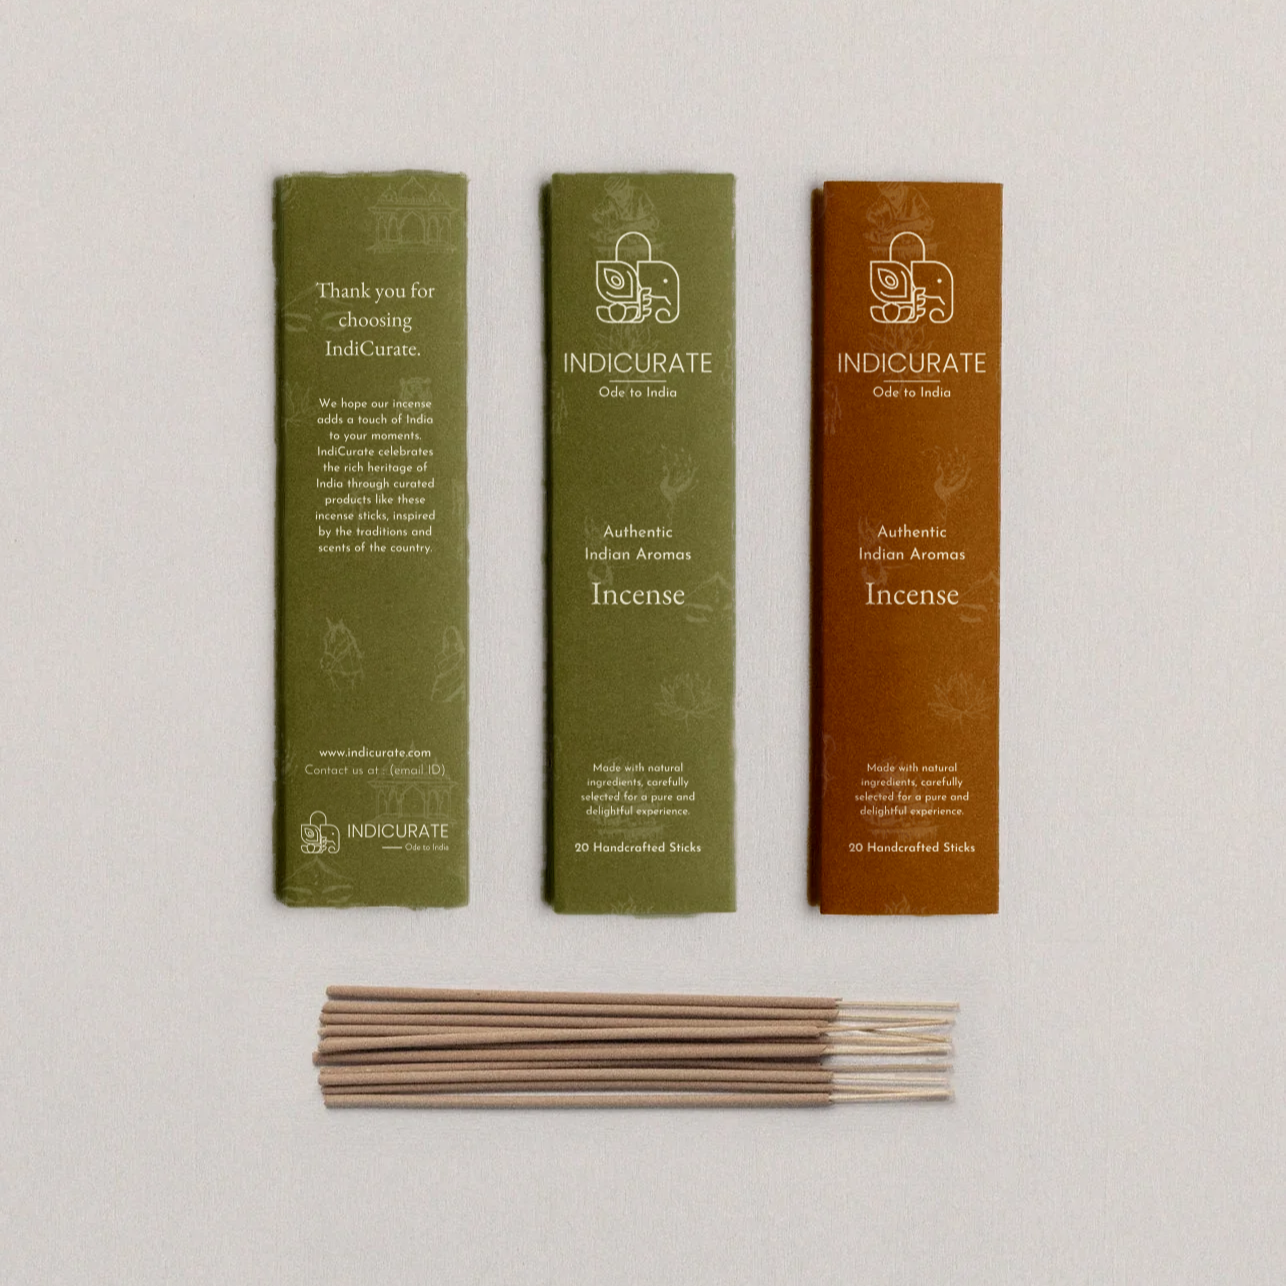 Thank you for
choosing
IndiCurate.
We hope our incense
adds a touch of India
to your moments.
IndiCurate celebrates
the rich heritage of
India through curated
products like these
incense sticks, inspired
by the traditions and
scents of the country.
www.indicurate.com
Contact us at : (email ID)
INDICURATE
Ode to India
INDICURATE
Ode to India
Authentic
Indian Aromas
Incense
Made with natural
ingredients, carefully
selected for a pure and
delightful experience.
20 Handcrafted Sticks
INDICURATE
Ode to India
Authentic
Indian Aromas
Incense
Made with natural
ingredients, carefully
selected for a pure and
delightful experience.
20 Handcrafted Sticks